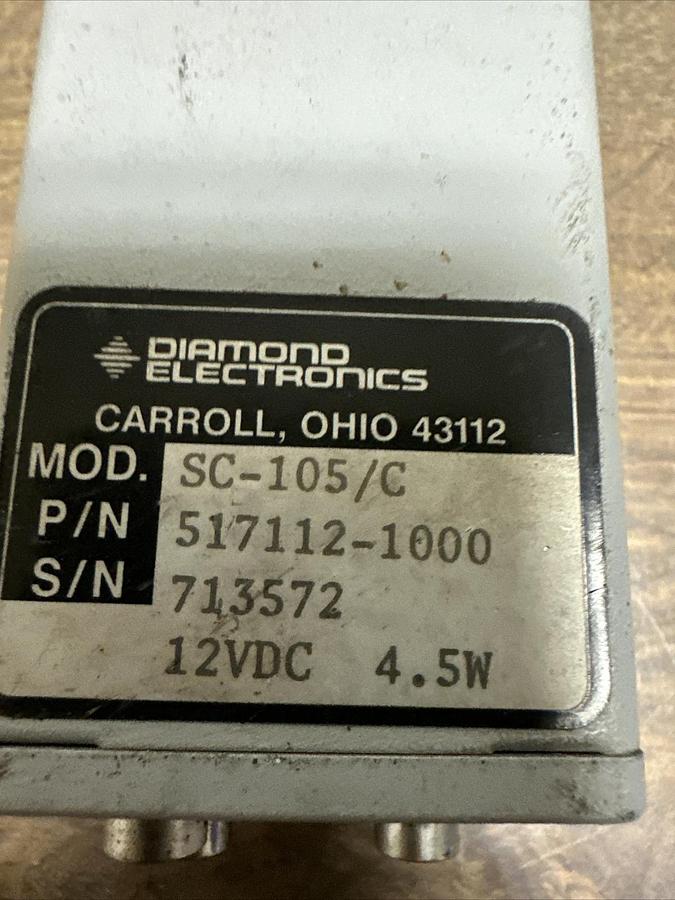 DIAMOND
ELECTRONICS
CARROLL, OHIO 43112
MOD. SC-105/C
P/N 517112-1000
S/N 713572
12VDC 4.5W